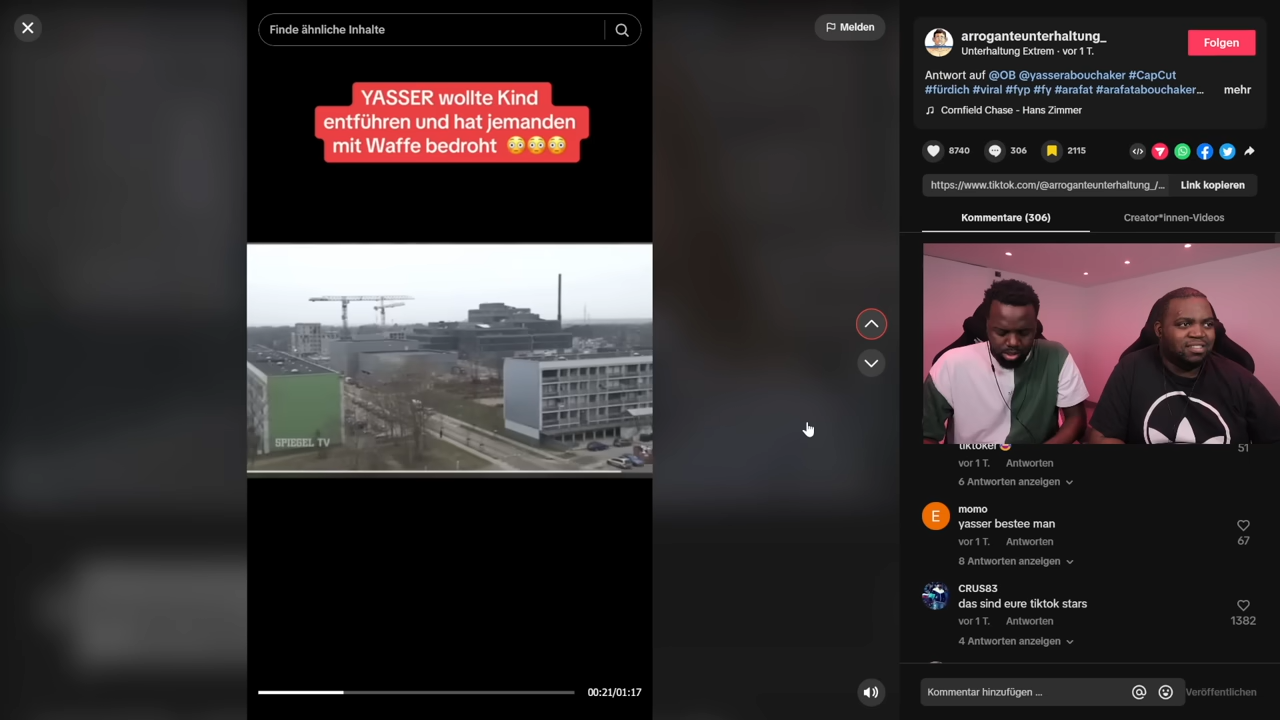 Finde ähnliche Inhalte
Melden
YASSER wollte Kind
entführen und hat jemanden
mit Waffe bedroht 😳😳😳
SPIEGEL TV
00:21/01:17
arroganteunterhaltung_
Unterhaltung Extrem · vor 1 T.
Folgen
Antwort auf @OB @yasserabouchaker #CapCut
#fürdich #viral #fyp #fy #arafat #arafatabouchaker... mehr
♫ Cornfield Chase - Hans Zimmer
8740
306
2115
https://www.tiktok.com/@arroganteunterhaltung_/... Link kopieren
Kommentare (306)
Creator*innen-Videos
tiktoker
51
vor 1 T. Antworten
6 Antworten anzeigen
E
momo
yasser bestee man
67
vor 1 T. Antworten
8 Antworten anzeigen
CRUS83
das sind eure tiktok stars
1382
vor 1 T. Antworten
4 Antworten anzeigen
Kommentar hinzufügen ...
Veröffentlichen